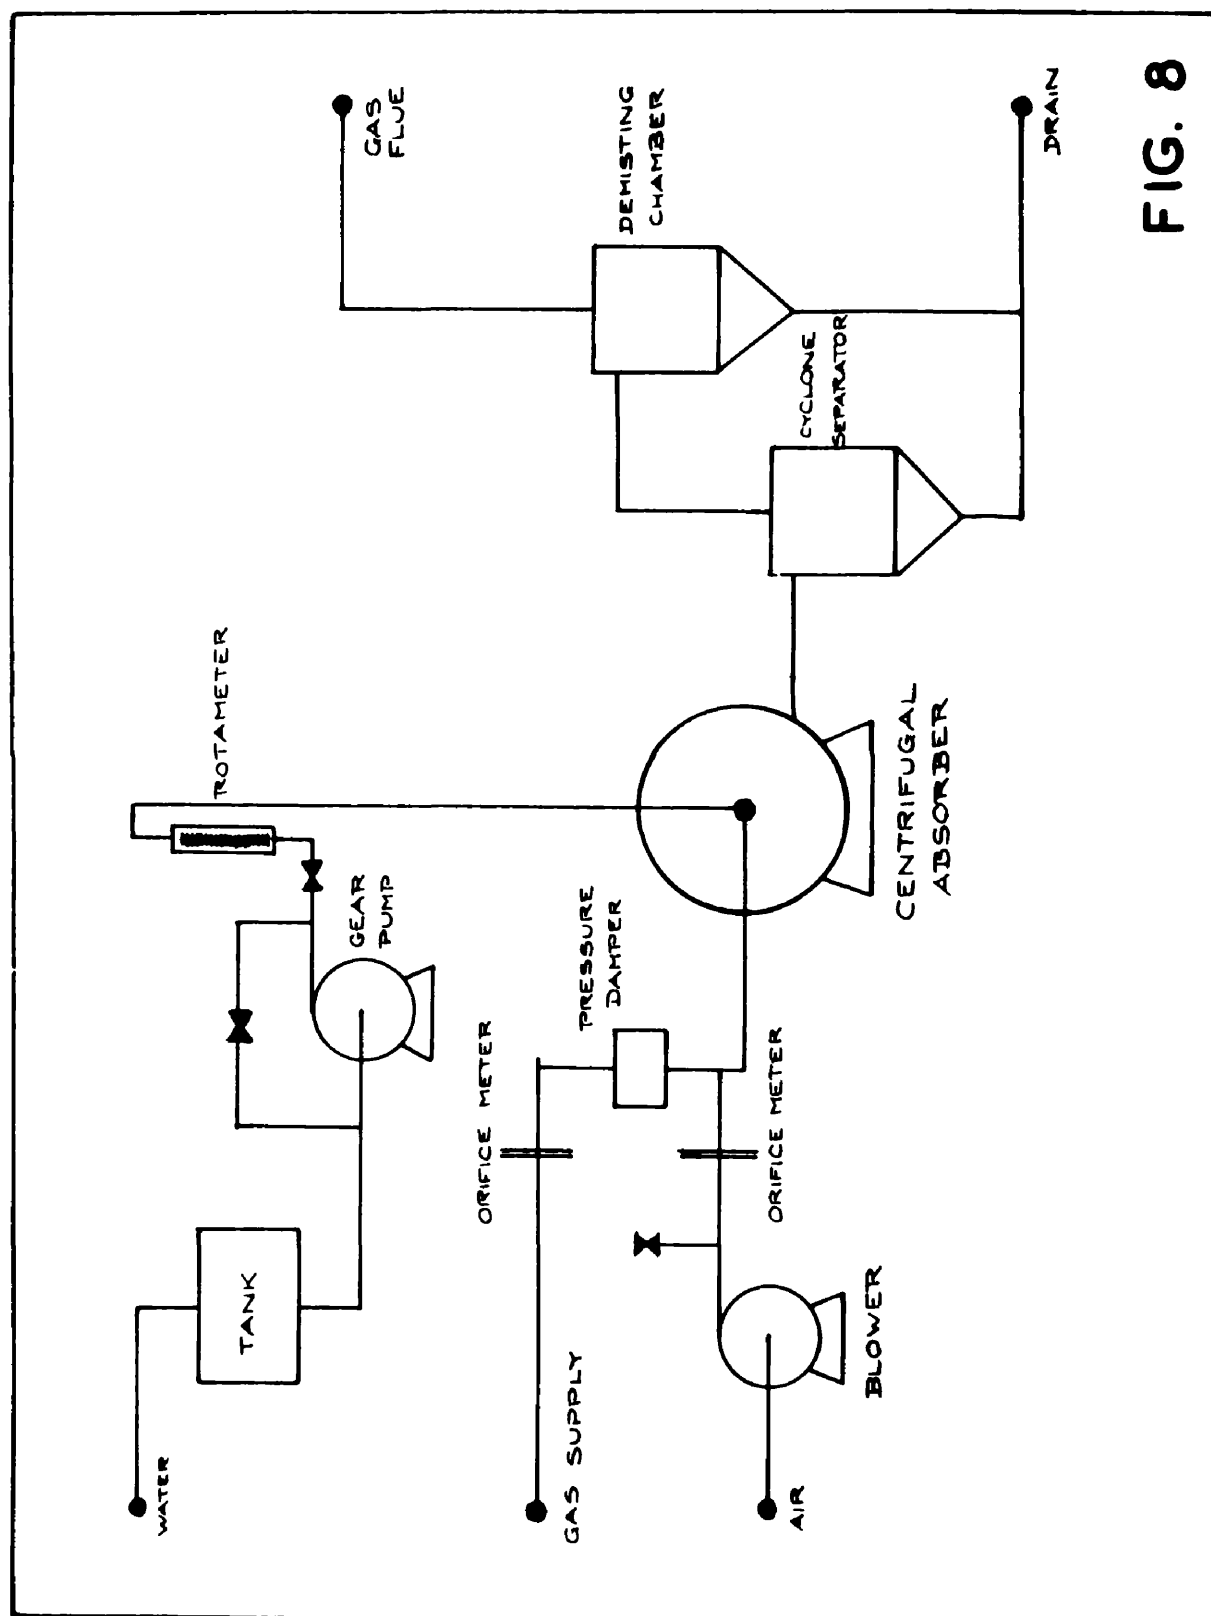 WATER
TANK
GEAR
PUMP
ROTAMETER
GAS
FLUE
GAS SUPPLY
ORIFICE METER
PRESSURE
DAMPER
DEMISTING
CHAMBER
AIR
BLOWER
ORIFICE METER
CENTRIFUGAL
ABSORBER
CYCLONE
SEPARATOR
DRAIN
FIG. 8